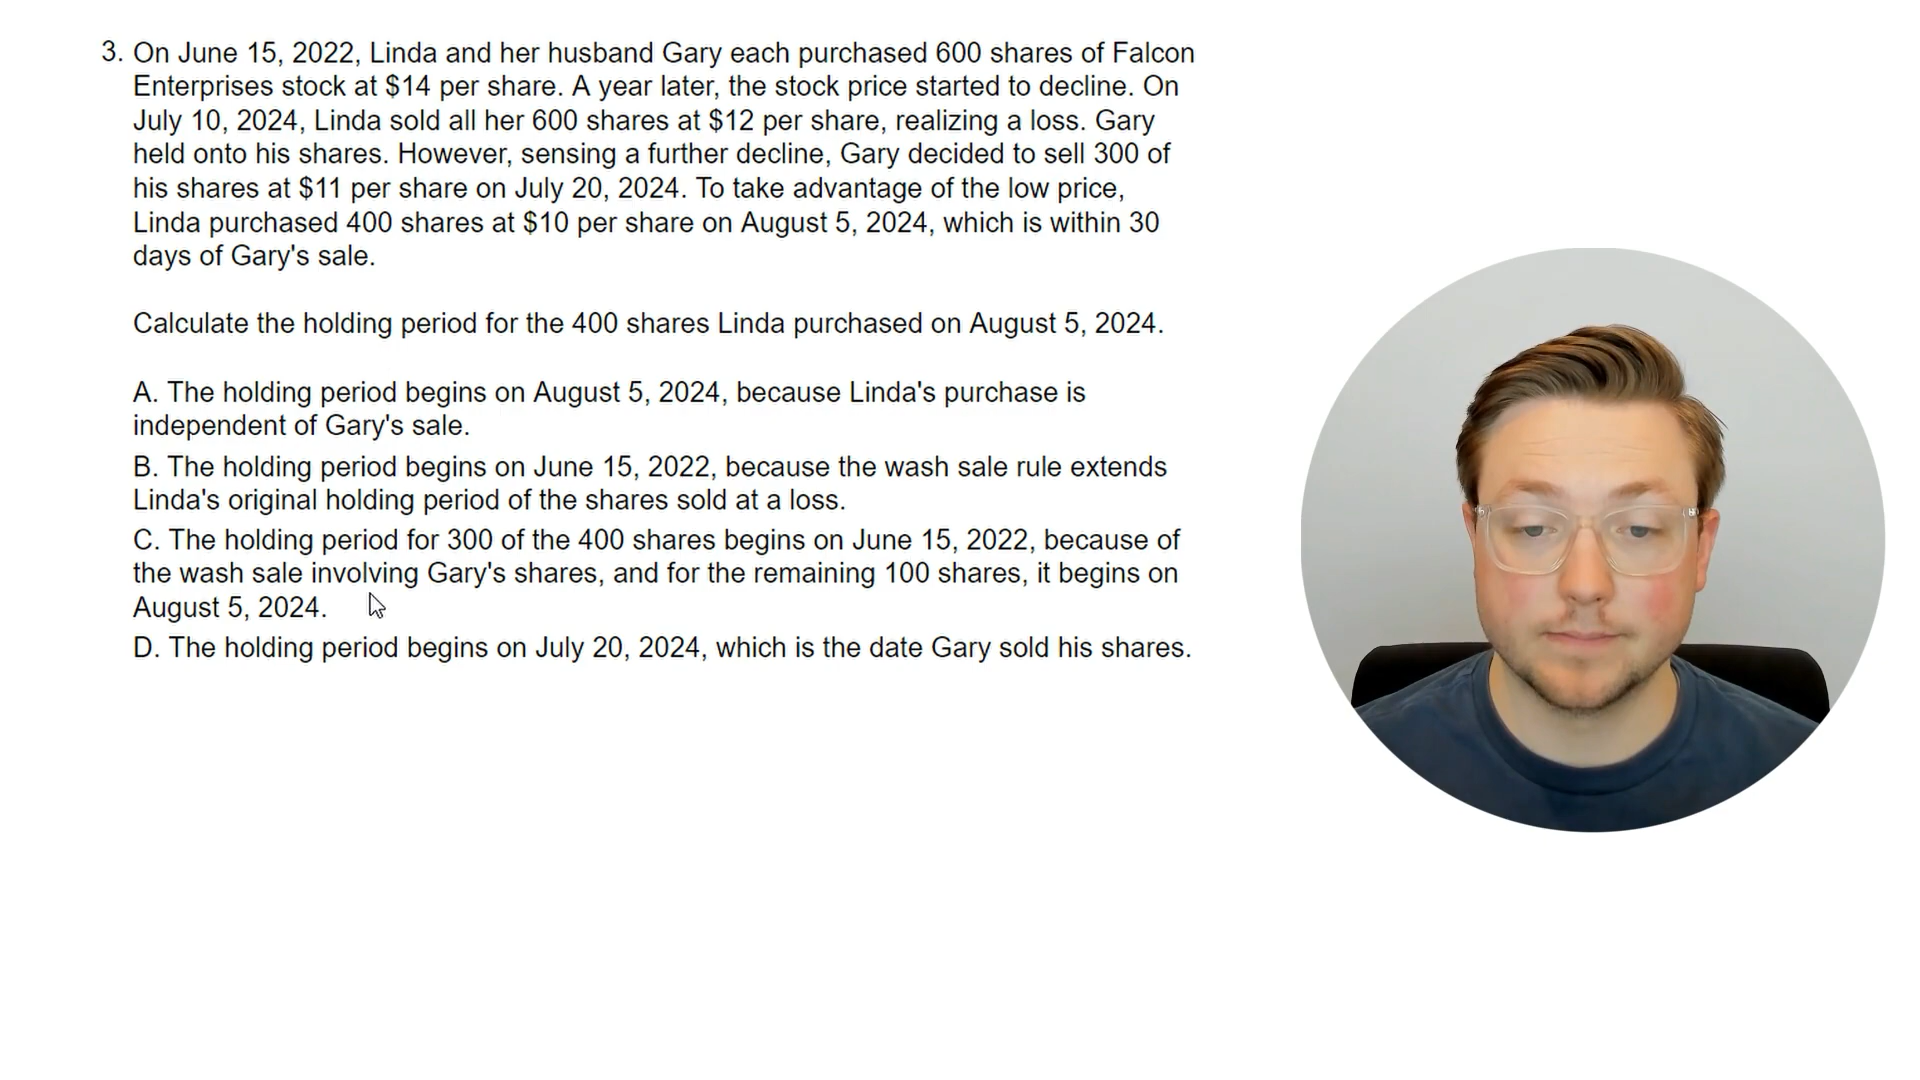 3. On June 15, 2022, Linda and her husband Gary each purchased 600 shares of Falcon
Enterprises stock at $14 per share. A year later, the stock price started to decline. On
July 10, 2024, Linda sold all her 600 shares at $12 per share, realizing a loss. Gary
held onto his shares. However, sensing a further decline, Gary decided to sell 300 of
his shares at $11 per share on July 20, 2024. To take advantage of the low price,
Linda purchased 400 shares at $10 per share on August 5, 2024, which is within 30
days of Gary's sale.
Calculate the holding period for the 400 shares Linda purchased on August 5, 2024.
A. The holding period begins on August 5, 2024, because Linda's purchase is
independent of Gary's sale.
B. The holding period begins on June 15, 2022, because the wash sale rule extends
Linda's original holding period of the shares sold at a loss.
C. The holding period for 300 of the 400 shares begins on June 15, 2022, because of
the wash sale involving Gary's shares, and for the remaining 100 shares, it begins on
August 5, 2024.
D. The holding period begins on July 20, 2024, which is the date Gary sold his shares.